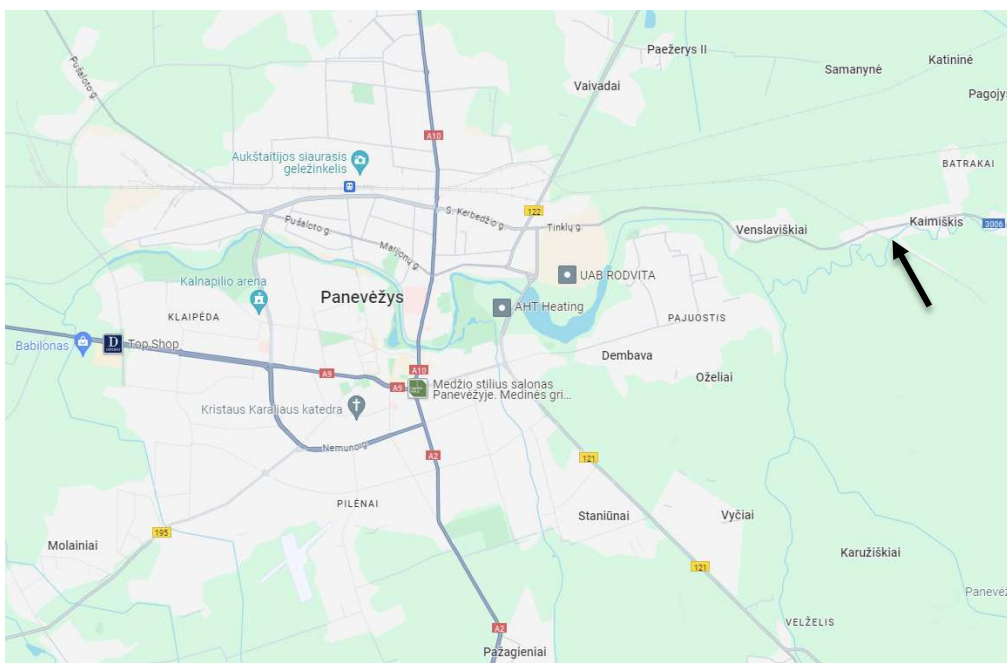 Paežerys II
Katininė
Samanynė
Vaivadai
Pušaloto g.
Pagojy
A10
Aukštaitijos siaurasis
geležinkelis
BATRAKAI
S. Kerbedžio g.
122
Pušaloto g.
Tinklų g.
Venslaviškiai
Kaimiškis
3006
Marijonų g.
UAB RODVITA
Kalnapilio arena
Panevėžys
AHT Heating
KLAIPĖDA
PAJUOSTIS
Babilonas
D
Top Shop
Dembava
A9
A10
Oželiai
A9
Medžio stilius salonas
Panevėžyje. Medinės gri...
Kristaus Karaliaus katedra
Nemuno g.
A2
121
PILĖNAI
Staniūnai
Vyčiai
195
Molainiai
Karužiškiai
121
Panevėž
VELŽELIS
A2
Pažagieniai